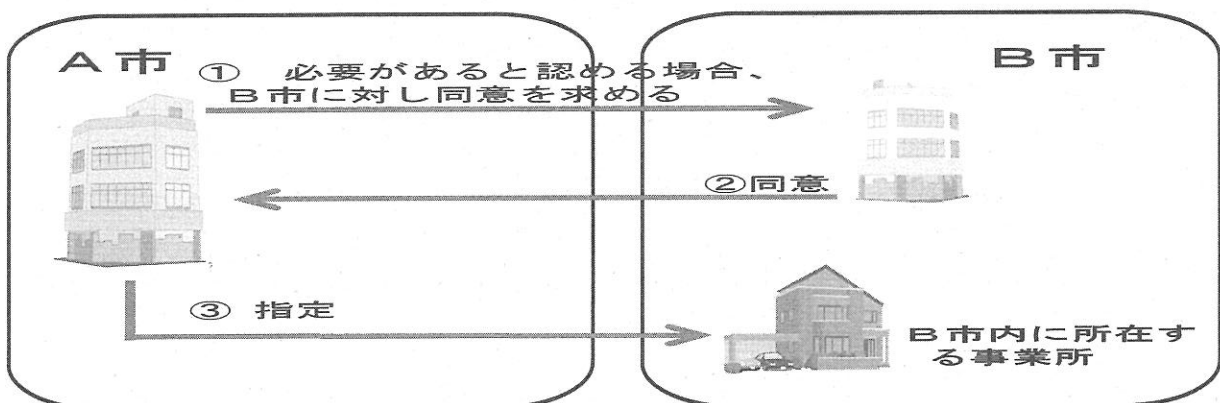 A市
B市
① 必要があると認める場合、
B市に対し同意を求める
②同意
③ 指定
B市内に所在す
る事業所